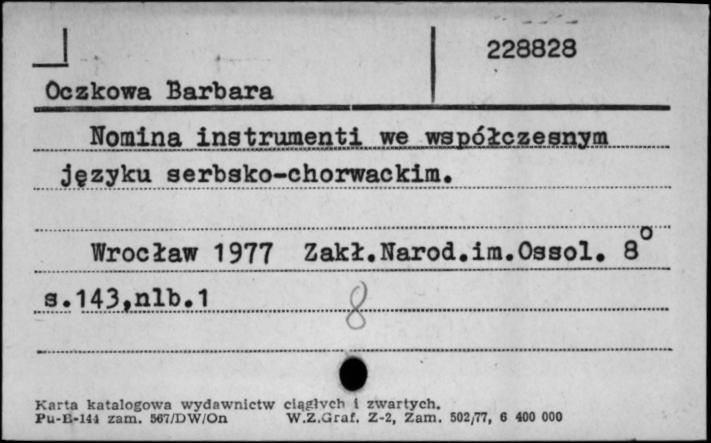 228828
Oczkowa Barbara
Nomina instrumenti we współczesnym
języku serbsko-chorwackim.
Wrocław 1977 Zakł.Narod.im.Ossol. 8°
s.143,nlb.1
8
Karta katalogowa wydawnictw ciągłych i zwartych.
Pu-B-144 zam. 567/DW/On W.Z.Graf. Z-2, Zam. 502/77, 6 400 000